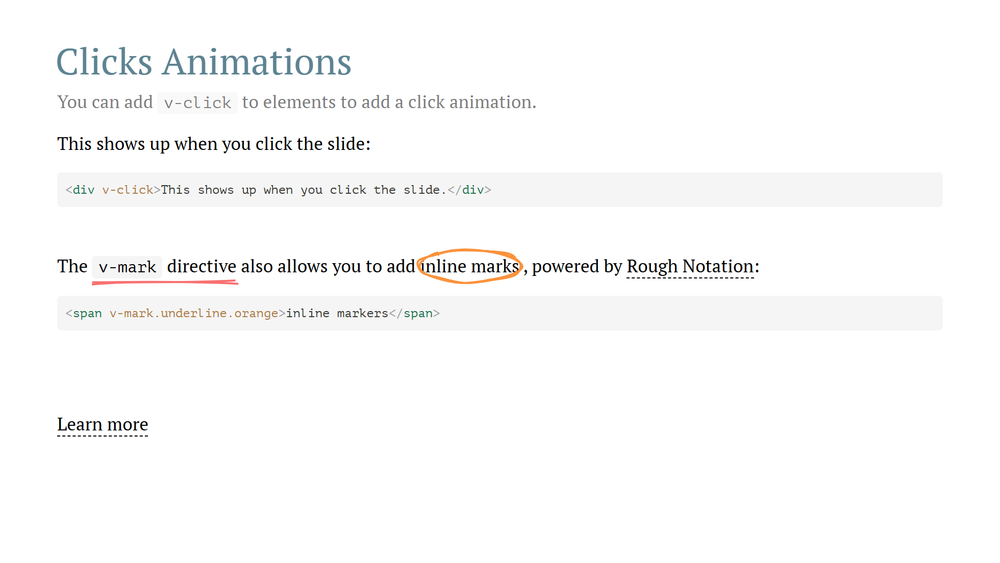 Clicks Animations
You can add v-click to elements to add a click animation.
This shows up when you click the slide:
<div v-click>This shows up when you click the slide.</div>
The v-mark directive also allows you to add inline marks , powered by Rough Notation:
<span v-mark.underline.orange>inline markers</span>
Learn more